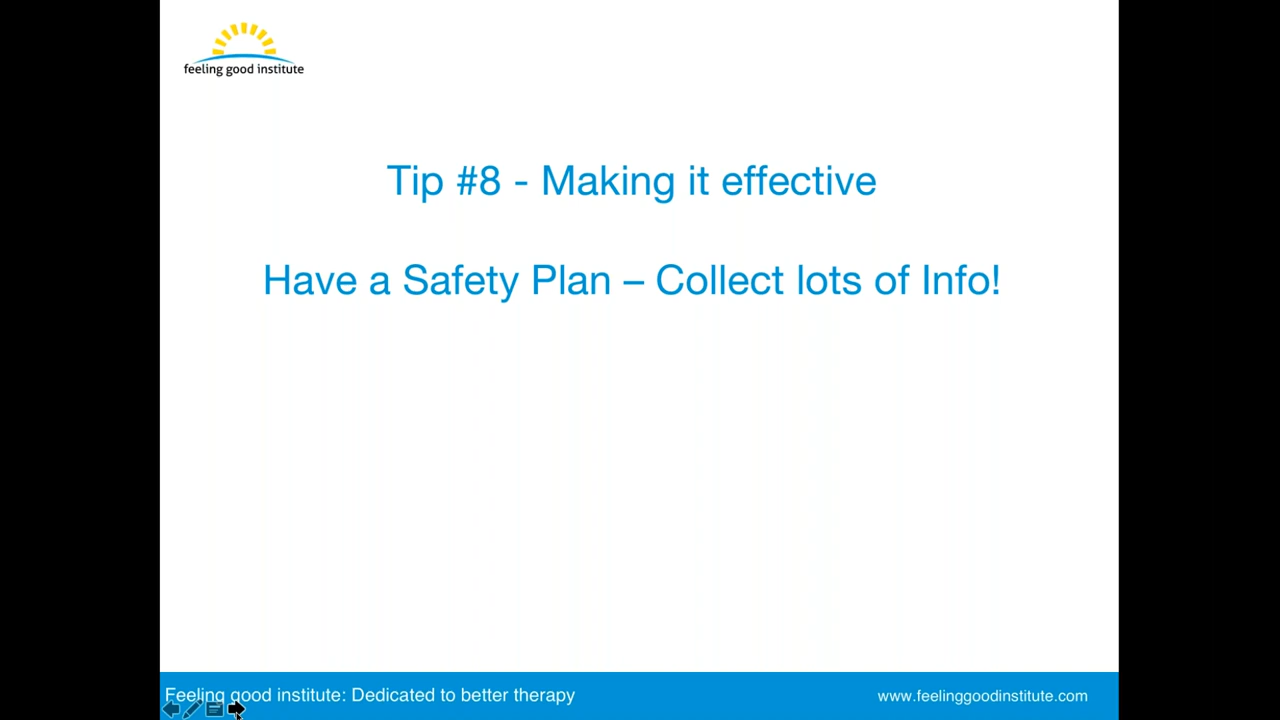 feeling good institute
Tip #8 - Making it effective
Have a Safety Plan – Collect lots of Info!
Feeling good institute: Dedicated to better therapy
www.feelinggoodinstitute.com